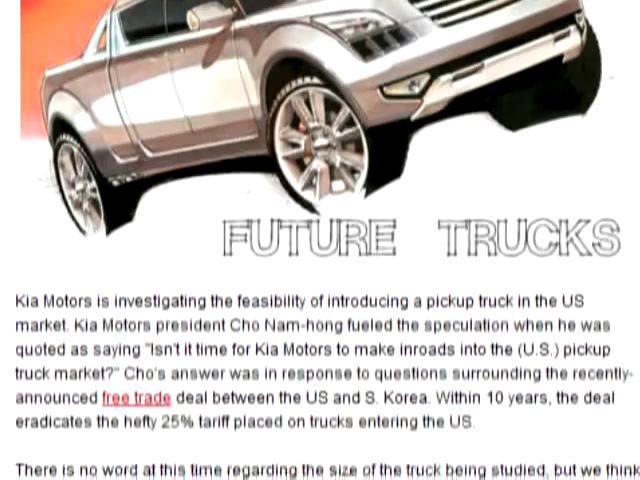 FUTURE TRUCKS
Kia Motors is investigating the feasibility of introducing a pickup truck in the US
market. Kia Motors president Cho Nam-hong fueled the speculation when he was
quoted as saying "Isn't it time for Kia Motors to make inroads into the (U.S.) pickup
truck market?" Cho's answer was in response to questions surrounding the recently-
announced free trade deal between the US and S. Korea. Within 10 years, the deal
eradicates the hefty 25% tariff placed on trucks entering the US.
There is no word at this time regarding the size of the truck being studied, but we think